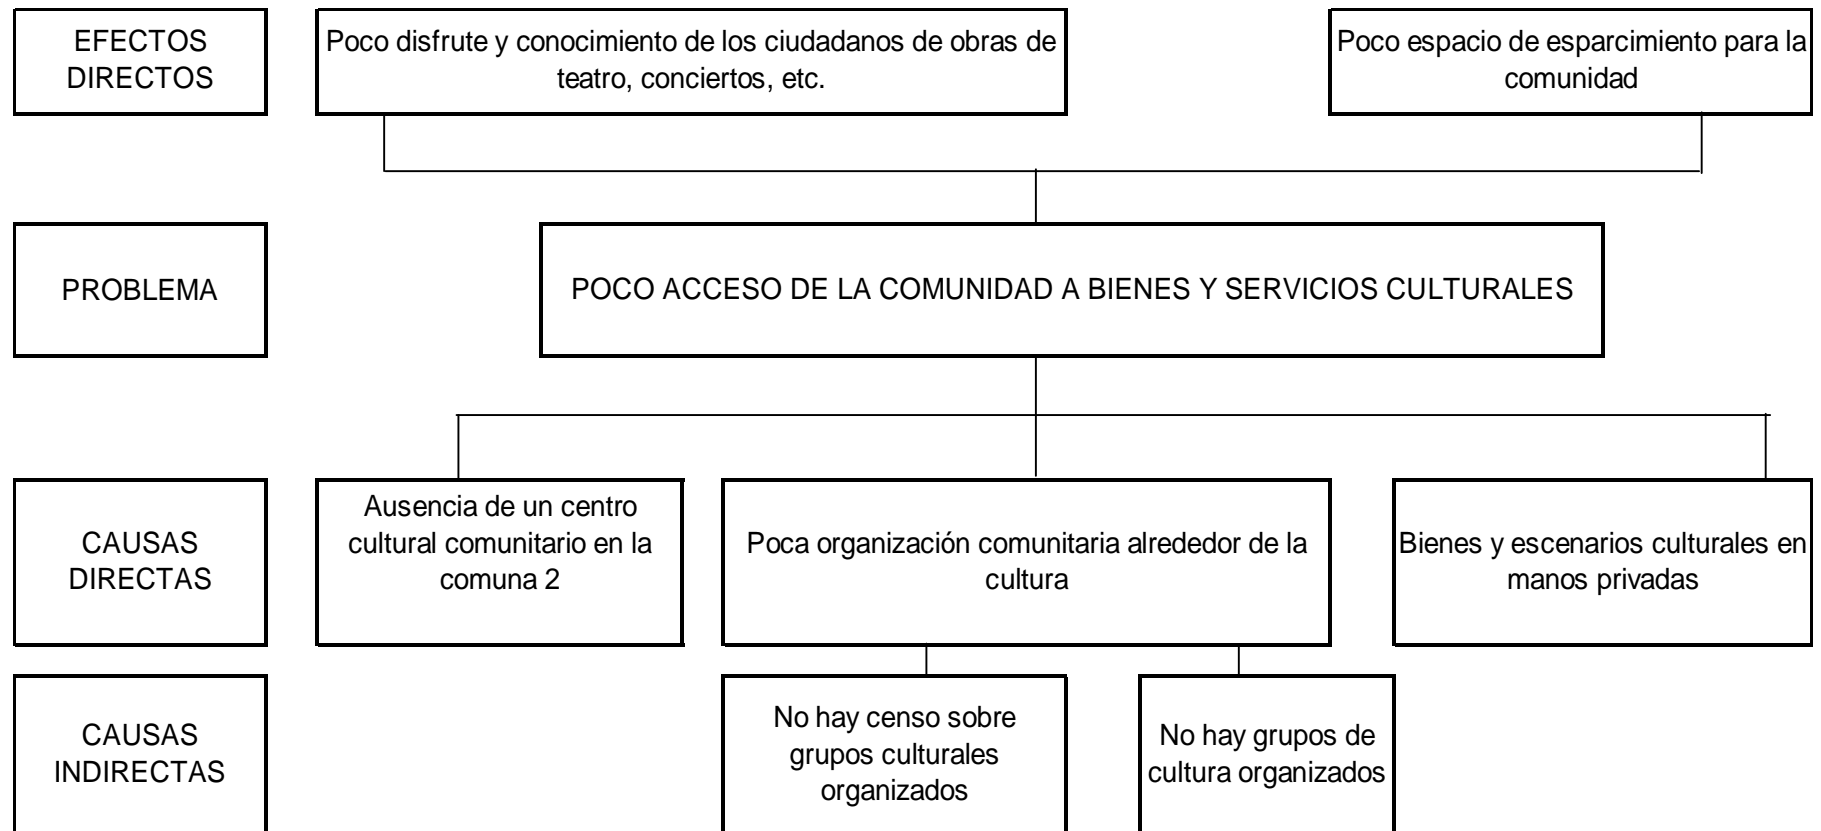 EFECTOS
DIRECTOS
Poco disfrute y conocimiento de los ciudadanos de obras de
teatro, conciertos, etc.
Poco espacio de esparcimiento para la
comunidad
PROBLEMA
POCO ACCESO DE LA COMUNIDAD A BIENES Y SERVICIOS CULTURALES
CAUSAS
DIRECTAS
Ausencia de un centro
cultural comunitario en la
comuna 2
Poca organización comunitaria alrededor de la
cultura
Bienes y escenarios culturales en
manos privadas
CAUSAS
INDIRECTAS
No hay censo sobre
grupos culturales
organizados
No hay grupos de
cultura organizados